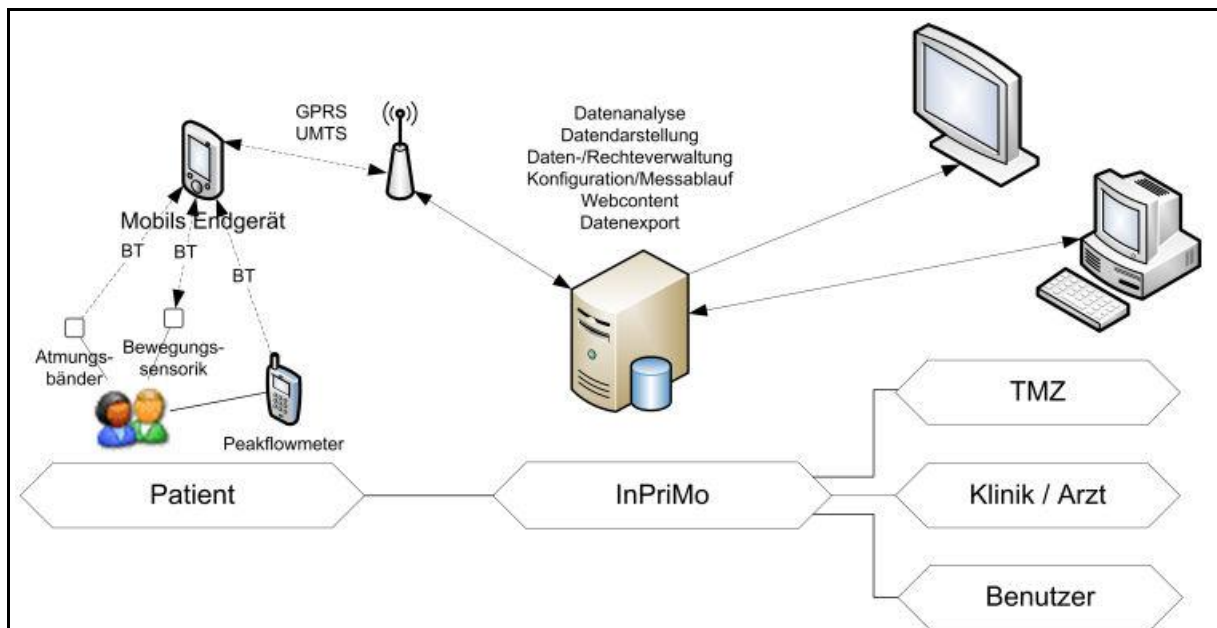 GPRS
UMTS
Datenanalyse
Datendarstellung
Daten-/Rechteverwaltung
Konfiguration/Messablauf
Webcontent
Datenexport
Mobils Endgerät
BT
BT
BT
Atmungs-
bänder
Bewegungs-
sensorik
Peakflowmeter
Patient
InPriMo
TMZ
Klinik / Arzt
Benutzer